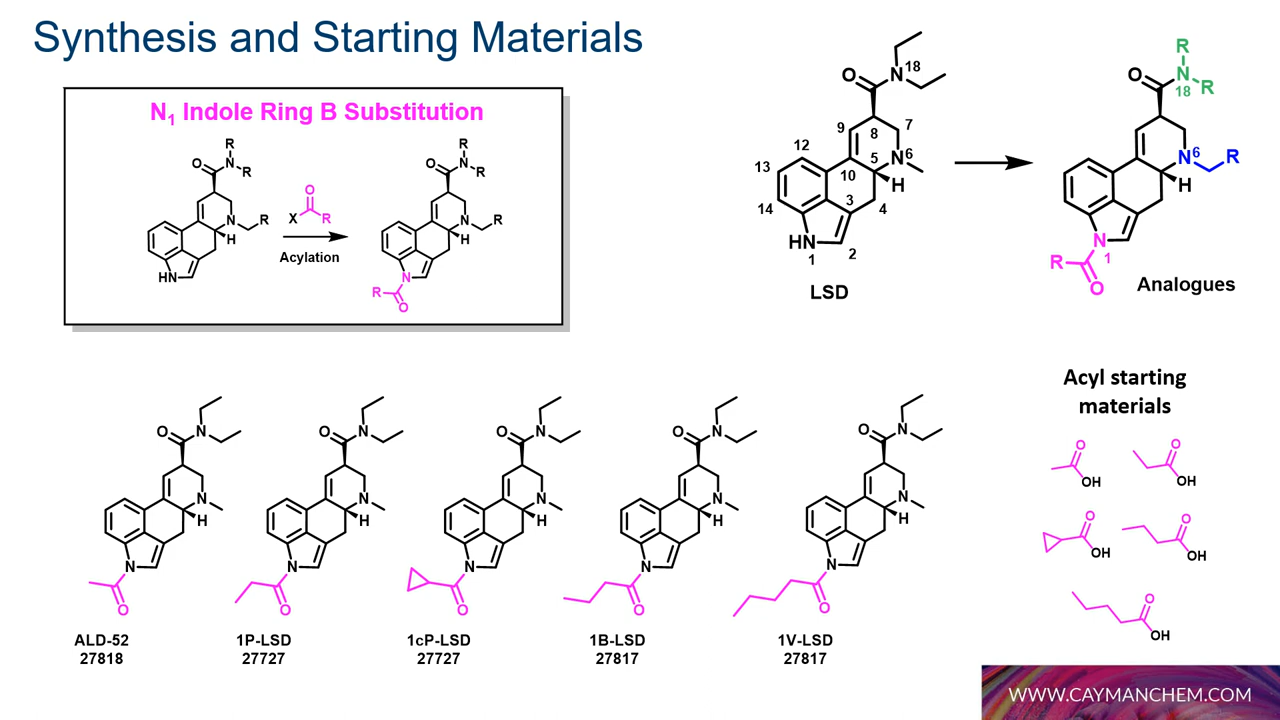 Synthesis and Starting Materials
N1 Indole Ring B Substitution
R
N
R
O
N
R
H
HN
X
O
R
Acylation
R
N
R
O
N
R
H
N
R
O
O
N
18
9
8
7
12
13
14
10
5
N
6
H
3
4
HN
1
2
LSD
R
N
18
R
O
N
6
R
H
N
1
R
O
Analogues
Acyl starting
materials
O
OH
O
OH
O
OH
O
OH
O
OH
O
N
N
H
N
O
ALD-52
27818
O
N
N
H
N
O
1P-LSD
27727
O
N
N
H
N
O
1cP-LSD
27727
O
N
N
H
N
O
1B-LSD
27817
O
N
N
H
N
O
1V-LSD
27817
WWW.CAYMANCHEM.COM